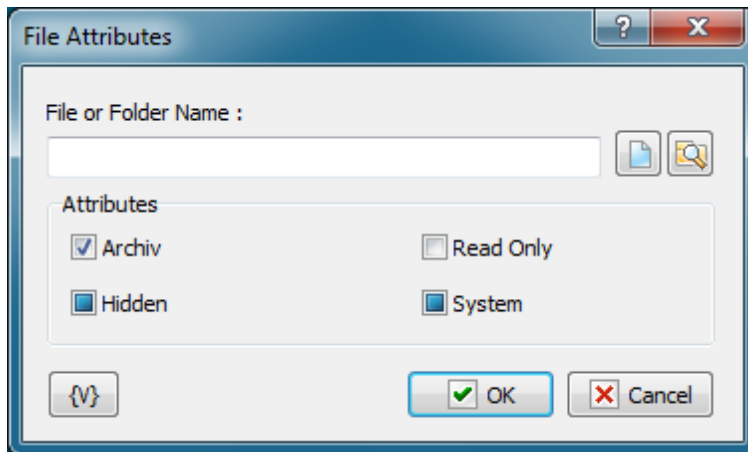 File Attributes
?
File or Folder Name :
Attributes
Archiv
Read Only
Hidden
System
{V}
OK
Cancel